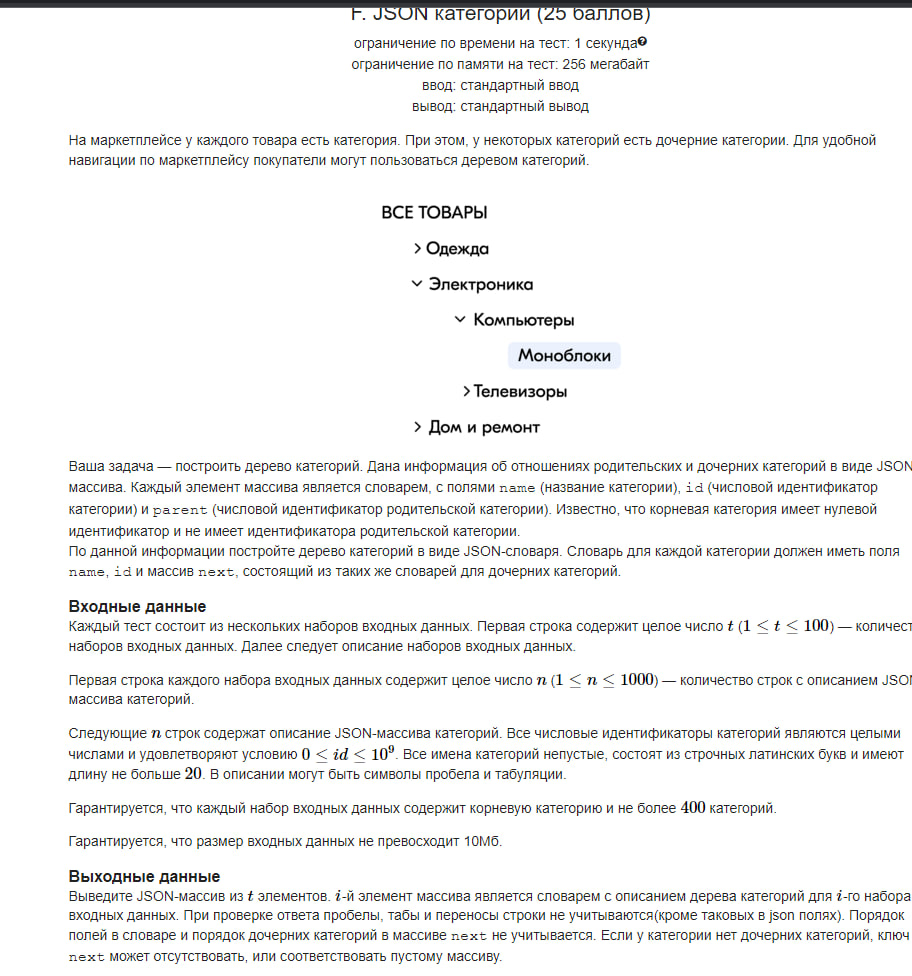 F. JSON категории (25 баллов)
ограничение по времени на тест: 1 секунда
ограничение по памяти на тест: 256 мегабайт
ввод: стандартный ввод
вывод: стандартный вывод
На маркетплейсе у каждого товара есть категория. При этом, у некоторых категорий есть дочерние категории. Для удобной
навигации по маркетплейсу покупатели могут пользоваться деревом категорий.
ВСЕ ТОВАРЫ
Одежда
Электроника
Компьютеры
Моноблоки
Телевизоры
Дом и ремонт
Ваша задача — построить дерево категорий. Дана информация об отношениях родительских и дочерних категорий в виде JSON
массива. Каждый элемент массива является словарем, с полями name (название категории), id (числовой идентификатор
категории) и parent (числовой идентификатор родительской категории). Известно, что корневая категория имеет нулевой
идентификатор и не имеет идентификатора родительской категории.
По данной информации постройте дерево категорий в виде JSON-словаря. Словарь для каждой категории должен иметь поля
name, id и массив next, состоящий из таких же словарей для дочерних категорий.
Входные данные
Каждый тест состоит из нескольких наборов входных данных. Первая строка содержит целое число t (1 ≤ t ≤ 100) — количест
наборов входных данных. Далее следует описание наборов входных данных.
Первая строка каждого набора входных данных содержит целое число n (1 ≤ n ≤ 1000) — количество строк с описанием JSON
массива категорий.
Следующие n строк содержат описание JSON-массива категорий. Все числовые идентификаторы категорий являются целыми
числами и удовлетворяют условию 0 ≤ id ≤ 10⁹. Все имена категорий непустые, состоят из строчных латинских букв и имеют
длину не больше 20. В описании могут быть символы пробела и табуляции.
Гарантируется, что каждый набор входных данных содержит корневую категорию и не более 400 категорий.
Гарантируется, что размер входных данных не превосходит 10Мб.
Выходные данные
Выведите JSON-массив из t элементов. i-й элемент массива является словарем с описанием дерева категорий для i-го набора
входных данных. При проверке ответа пробелы, табы и переносы строки не учитываются(кроме таковых в json полях). Порядок
полей в словаре и порядок дочерних категорий в массиве next не учитывается. Если у категории нет дочерних категорий, ключ
next может отсутствовать, или соответствовать пустому массиву.